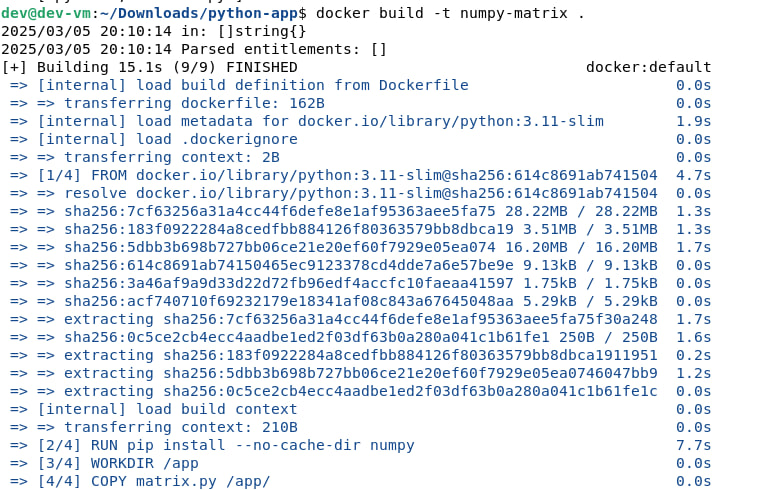 dev@dev-vm:~/Downloads/python-app$ docker build -t numpy-matrix .
2025/03/05 20:10:14 in: []string{}
2025/03/05 20:10:14 Parsed entitlements: []
[+] Building 15.1s (9/9) FINISHED docker:default
=> [internal] load build definition from Dockerfile 0.0s
=> => transferring dockerfile: 162B 0.0s
=> [internal] load metadata for docker.io/library/python:3.11-slim 1.9s
=> [internal] load .dockerignore 0.0s
=> => transferring context: 2B 0.0s
=> [1/4] FROM docker.io/library/python:3.11-slim@sha256:614c8691ab741504 4.7s
=> => resolve docker.io/library/python:3.11-slim@sha256:614c8691ab741504 0.0s
=> => sha256:7cf63256a31a4cc44f6defe8e1af95363aee5fa75 28.22MB / 28.22MB 1.3s
=> => sha256:183f0922284a8cedfbb884126f80363579bb8dbca19 3.51MB / 3.51MB 1.3s
=> => sha256:5dbb3b698b727bb06ce21e20ef60f7929e05ea074 16.20MB / 16.20MB 1.7s
=> => sha256:614c8691ab74150465ec9123378cd4dde7a6e57be9e 9.13kB / 9.13kB 0.0s
=> => sha256:3a46af9a9d33d22d72fb96edf4accfc10faeaa41597 1.75kB / 1.75kB 0.0s
=> => sha256:acf740710f69232179e18341af08c843a67645048aa 5.29kB / 5.29kB 0.0s
=> => extracting sha256:7cf63256a31a4cc44f6defe8e1af95363aee5fa75f30a248 1.7s
=> => sha256:0c5ce2cb4ecc4aadbe1ed2f03df63b0a280a041c1b61fe1 250B / 250B 1.6s
=> => extracting sha256:183f0922284a8cedfbb884126f80363579bb8dbca1911951 0.2s
=> => extracting sha256:5dbb3b698b727bb06ce21e20ef60f7929e05ea0746047bb9 1.2s
=> => extracting sha256:0c5ce2cb4ecc4aadbe1ed2f03df63b0a280a041c1b61fe1c 0.0s
=> [internal] load build context 0.0s
=> => transferring context: 210B 0.0s
=> [2/4] RUN pip install --no-cache-dir numpy 7.7s
=> [3/4] WORKDIR /app 0.0s
=> [4/4] COPY matrix.py /app/ 0.0s